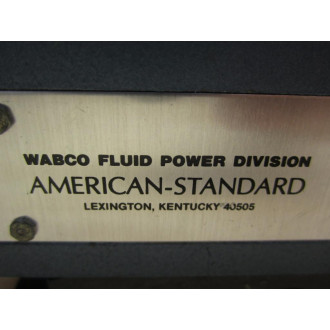 WABCO FLUID POWER DIVISION
AMERICAN-STANDARD
LEXINGTON, KENTUCKY 40505